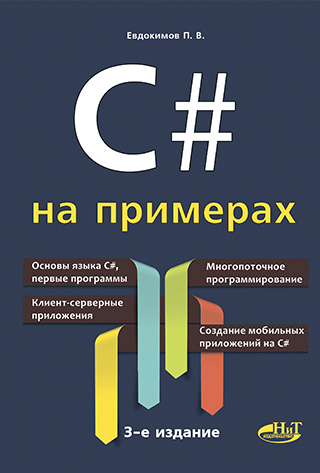 Евдокимов П. В.
C#
на примерах
Основы языка C#,
первые программы
Многопоточное
программирование
Клиент-серверные
приложения
Создание мобильных
приложений на C#
3-е издание
НиТ
ИЗДАТЕЛЬСТВО